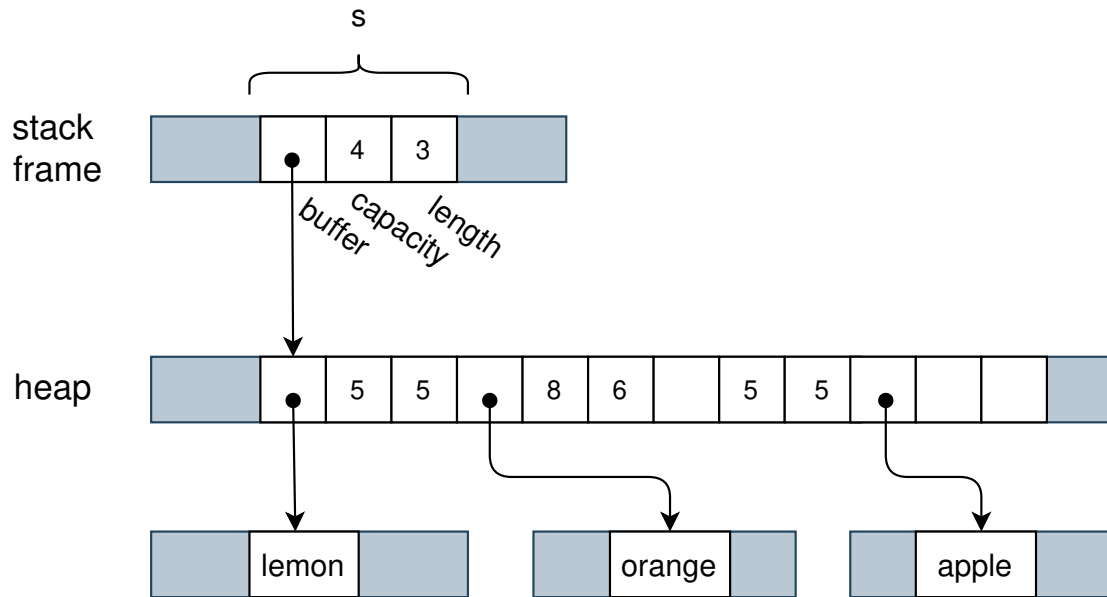 s
stack
frame
4 3
buffer
capacity
length
heap
5 5 8 6 5 5
lemon
orange
apple